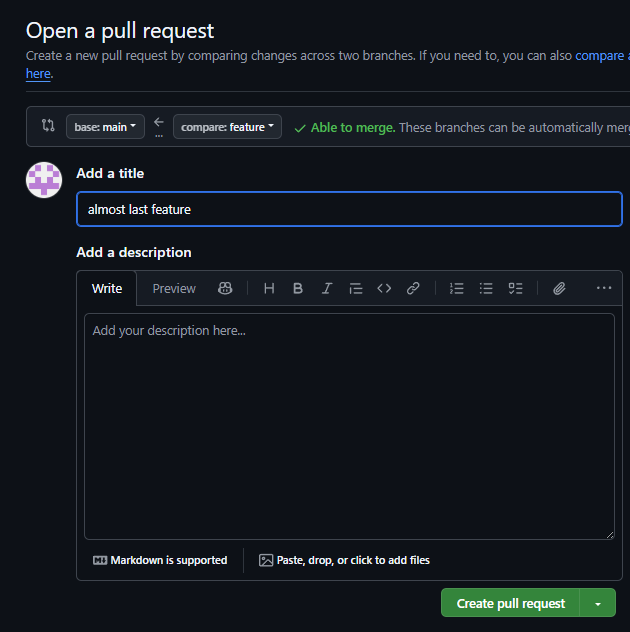 Open a pull request
Create a new pull request by comparing changes across two branches. If you need to, you can also compare
here.
base: main
...
compare: feature
Able to merge. These branches can be automatically
Add a title
almost last feature
Add a description
Write
Preview
H
B
I
Add your description here...
Markdown is supported
Paste, drop, or click to add files
Create pull request